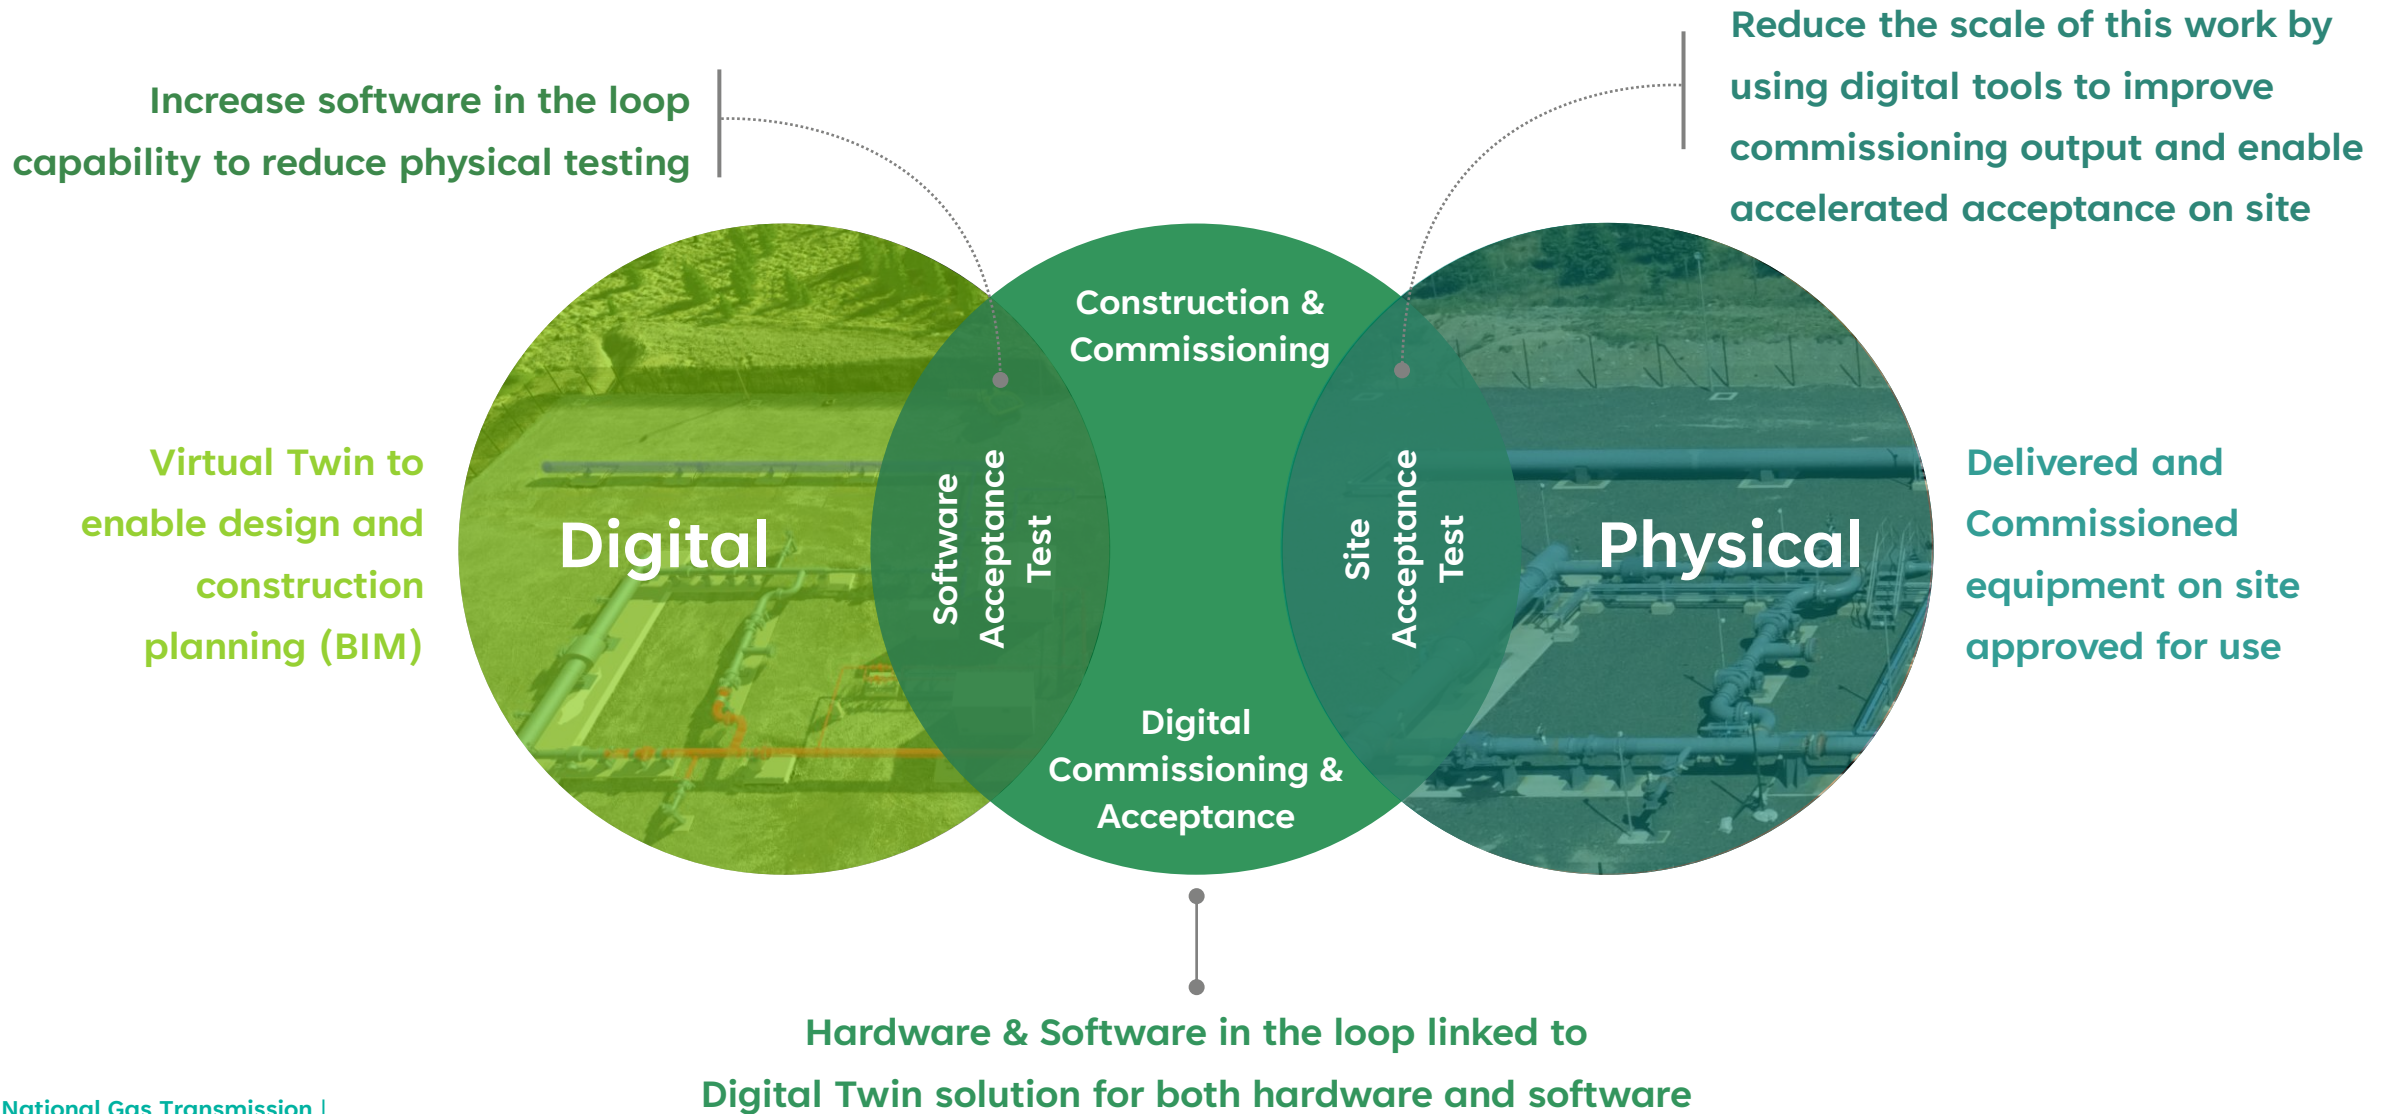 Increase software in the loop
capability to reduce physical testing
Reduce the scale of this work by
using digital tools to improve
commissioning output and enable
accelerated acceptance on site
Virtual Twin to
enable design and
construction
planning (BIM)
Digital
Software
Acceptance
Test
Construction &
Commissioning
Digital
Commissioning &
Acceptance
Site
Acceptance
Test
Physical
Delivered and
Commissioned
equipment on site
approved for use
Hardware & Software in the loop linked to
Digital Twin solution for both hardware and software
National Gas Transmission |